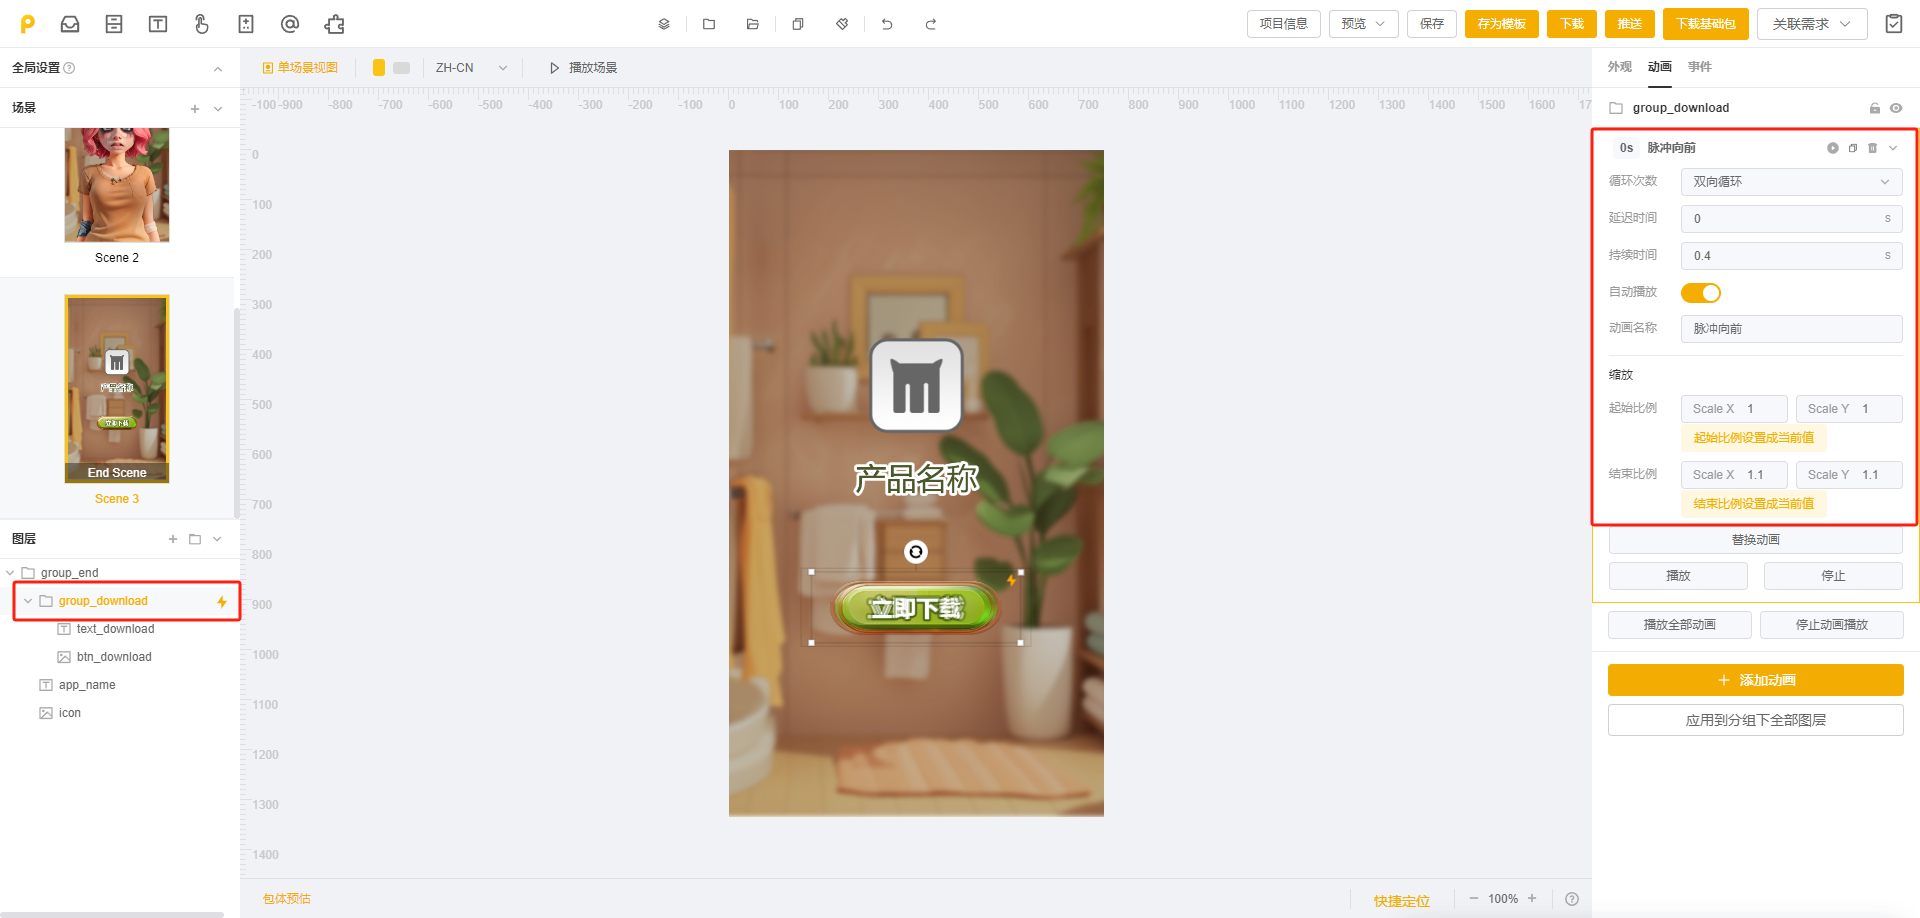 项目信息
预览
保存
存为模板
下载
推送
下载基础包
关联需求
全局设置
单场景视图
ZH-CN
播放场景
外观 动画 事件
场景
-100 -900 -800 -700 -600 -500 -400 -300 -200 -100 0 100 200 300 400 500 600 700 800 900 1000 1100 1200 1300 1400 1500 1600 17
group_download
0s 脉冲向前
循环次数 双向循环
延迟时间 0 s
持续时间 0.4 s
自动播放
动画名称 脉冲向前
缩放
起始比例 Scale X 1 Scale Y 1
起始比例设置成当前值
结束比例 Scale X 1.1 Scale Y 1.1
结束比例设置成当前值
替换动画
播放 停止
播放全部动画 停止动画播放
添加动画
应用到分组下全部图层
Scene 2
产品名称
立即下载
End Scene
Scene 3
图层
group_end
group_download
text_download
btn_download
app_name
icon
0
100
200
300
400
500
600
700
800
900
1000
1100
1200
1300
1400
产品名称
立即下载
包体预估
快捷定位
100%